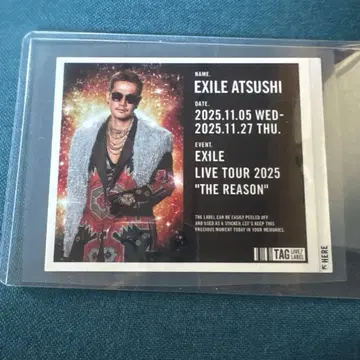 NAME.
EXILE ATSUSHI
DATE.
2025.11.05 WED-
2025.11.27 THU.
EVENT.
EXILE
LIVE TOUR 2025
"THE REASON"
THE LABEL CAN BE EASILY PEELED OFF
AND USED AS A STICKER. LET'S KEEP THIS
PRECIOUS MOMENT TODAY IN YOUR MEMORIES.
TAG LIVE/
LABEL
HERE